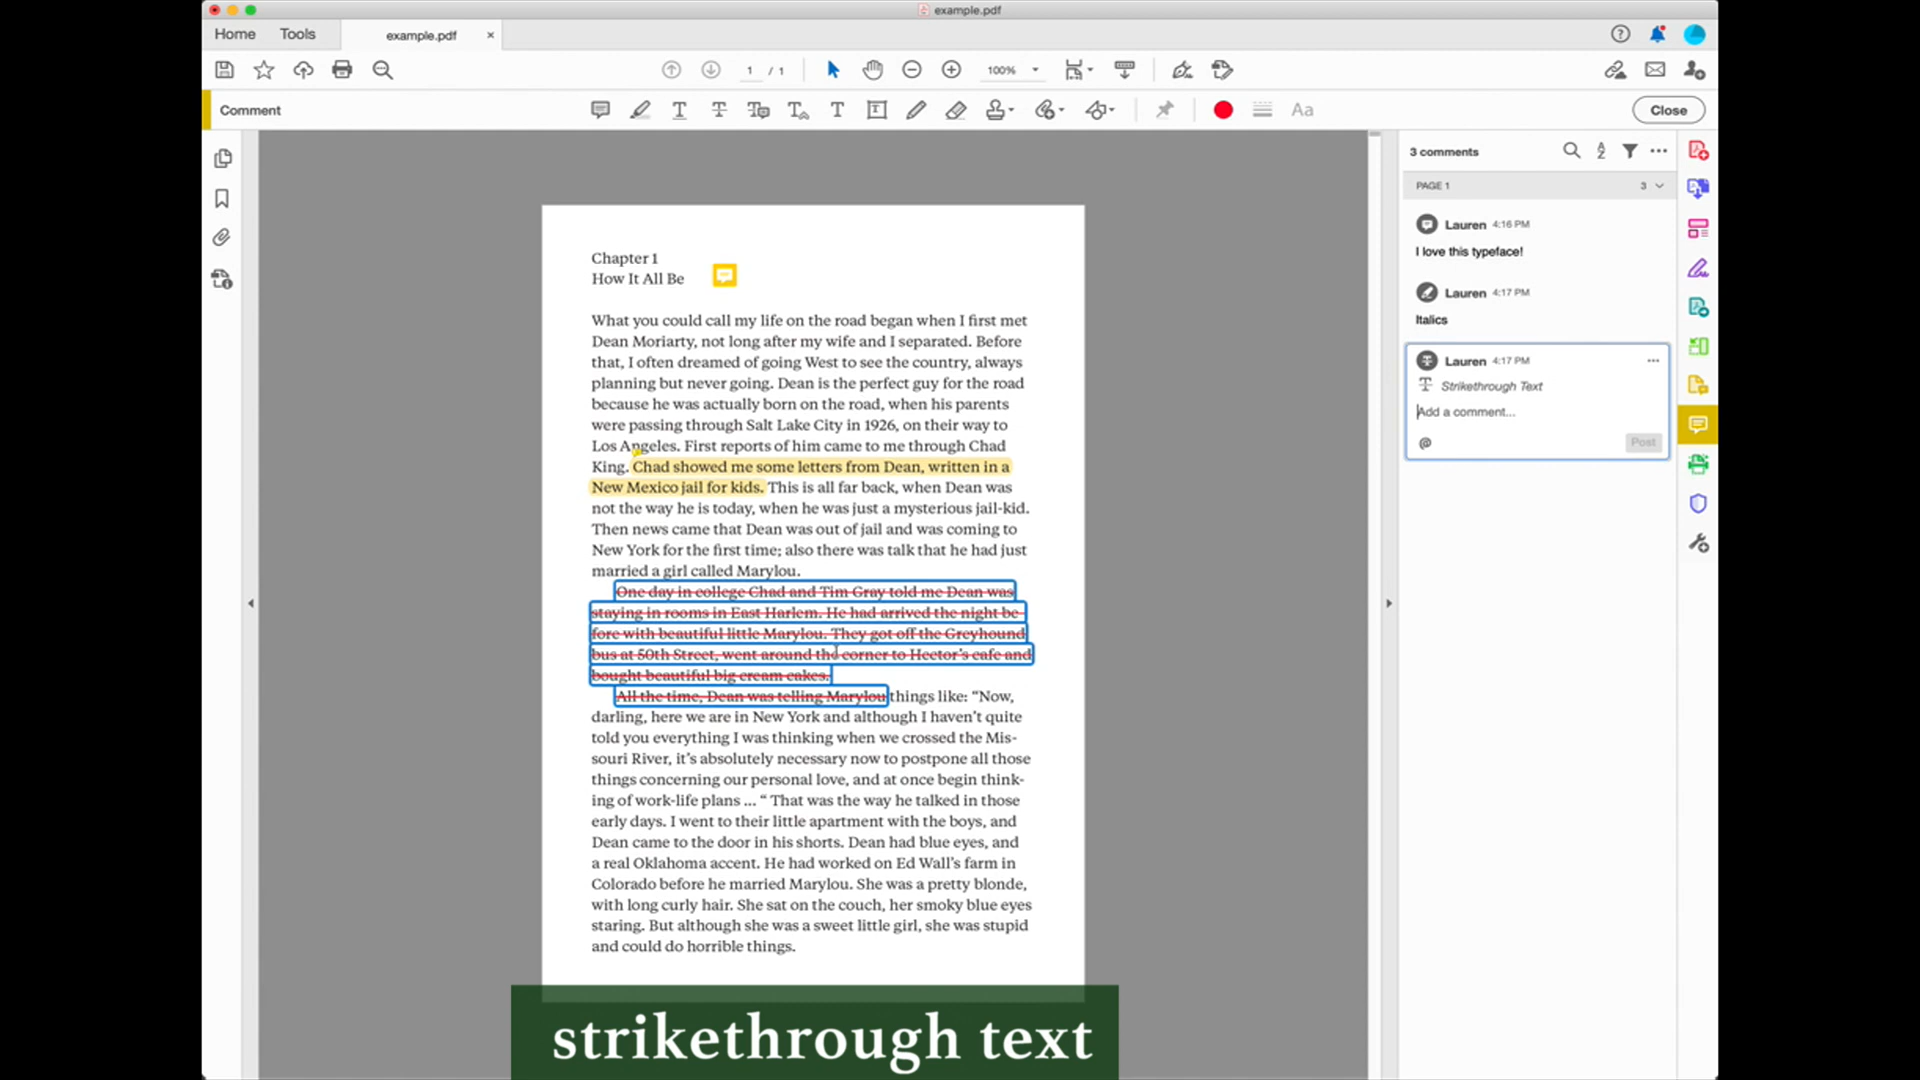 example.pdf
Home
Tools
example.pdf
1 / 1
100%
Comment
Aa
Close
3 comments
PAGE 1
3
Lauren 4:16 PM
I love this typeface!
Lauren 4:17 PM
Italics
Lauren 4:17 PM
Strikethrough Text
Add a comment...
@
Post
Chapter 1
How It All Be
What you could call my life on the road began when I first met
Dean Moriarty, not long after my wife and I separated. Before
that, I often dreamed of going West to see the country, always
planning but never going. Dean is the perfect guy for the road
because he was actually born on the road, when his parents
were passing through Salt Lake City in 1926, on their way to
Los Angeles. First reports of him came to me through Chad
King. Chad showed me some letters from Dean, written in a
New Mexico jail for kids. This is all far back, when Dean was
not the way he is today, when he was just a mysterious jail-kid.
Then news came that Dean was out of jail and was coming to
New York for the first time; also there was talk that he had just
married a girl called Marylou.
One day in college Chad and Tim Gray told me Dean was
staying in rooms in East Harlem. He had arrived the night be
fore with beautiful little Marylou. They got off the Greyhound
bus at 50th Street, went around the corner to Hector's cafe and
bought beautiful big cream cakes.
All the time, Dean was telling Marylou things like: “Now,
darling, here we are in New York and although I haven't quite
told you everything I was thinking when we crossed the Mis-
souri River, it's absolutely necessary now to postpone all those
things concerning our personal love, and at once begin think-
ing of work-life plans ... “ That was the way he talked in those
early days. I went to their little apartment with the boys, and
Dean came to the door in his shorts. Dean had blue eyes, and
a real Oklahoma accent. He had worked on Ed Wall's farm in
Colorado before he married Marylou. She was a pretty blonde,
with long curly hair. She sat on the couch, her smoky blue eyes
staring. But although she was a sweet little girl, she was stupid
and could do horrible things.
strikethrough text